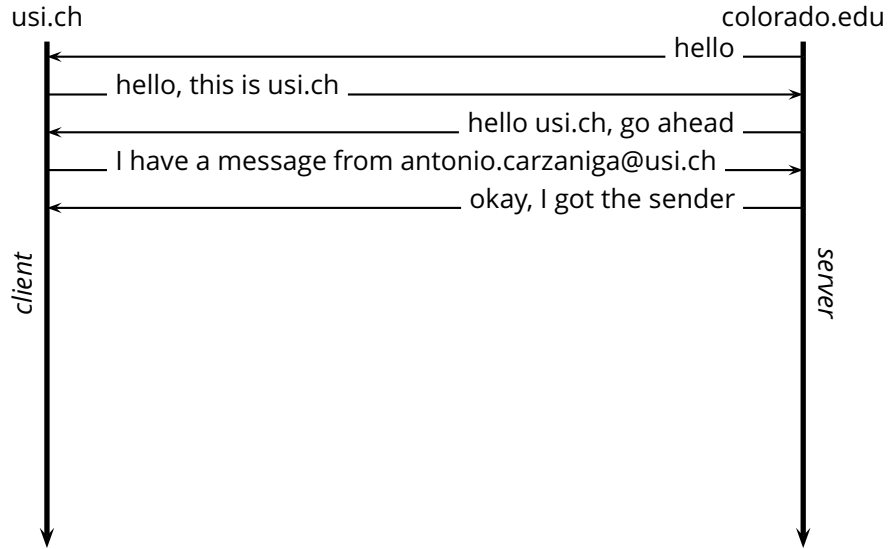 usi.ch
colorado.edu
hello
hello, this is usi.ch
hello usi.ch, go ahead
I have a message from antonio.carzaniga@usi.ch
okay, I got the sender
client
server